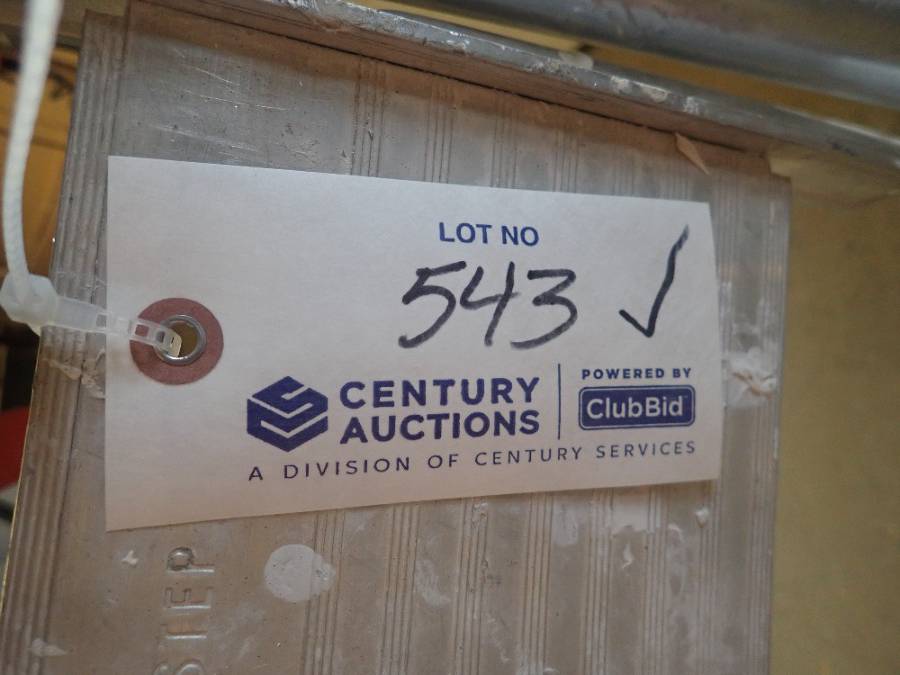 LOT NO
543 ✓
CENTURY
AUCTIONS
POWERED BY
ClubBid
A DIVISION OF CENTURY SERVICES
STEP